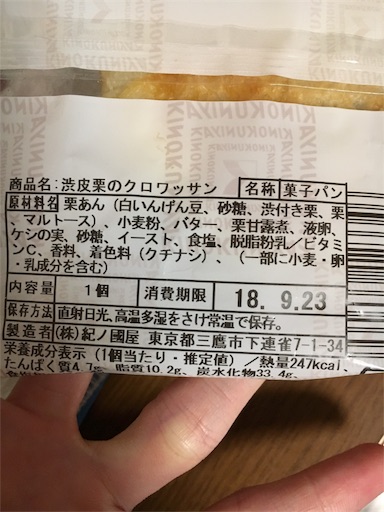 KINOKUNIYA
商品名:渋皮栗のクロワッサン 名称 菓子パン
原材料名 栗あん(白いんげん豆、砂糖、渋付き栗、栗
、マルトース)、小麦粉、バター、栗甘露煮、液卵、
ケシの実、砂糖、イースト、食塩、脱脂粉乳/ビタミ
ンC、香料、着色料(クチナシ)、(一部に小麦・卵
・乳成分を含む)
内容量 1個 消費期限 18. 9.23
保存方法 直射日光、高温多湿をさけ常温で保存。
製造者 (株)紀ノ國屋 東京都三鷹市下連雀7-1-34
栄養成分表示(1個当たり・推定値)/熱量247kcal、
たんぱく質4.7g、脂質10.2g、炭水化物33.4g、